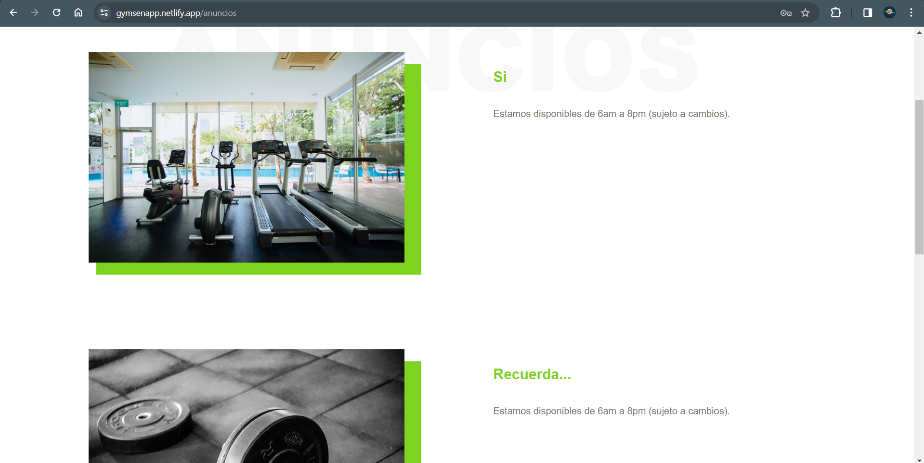 gymsenapp.netlify.app/anuncios
ANUNCIOS
EXIT
Si
Estamos disponibles de 6am a 8pm (sujeto a cambios).
Recuerda...
Estamos disponibles de 6am a 8pm (sujeto a cambios).